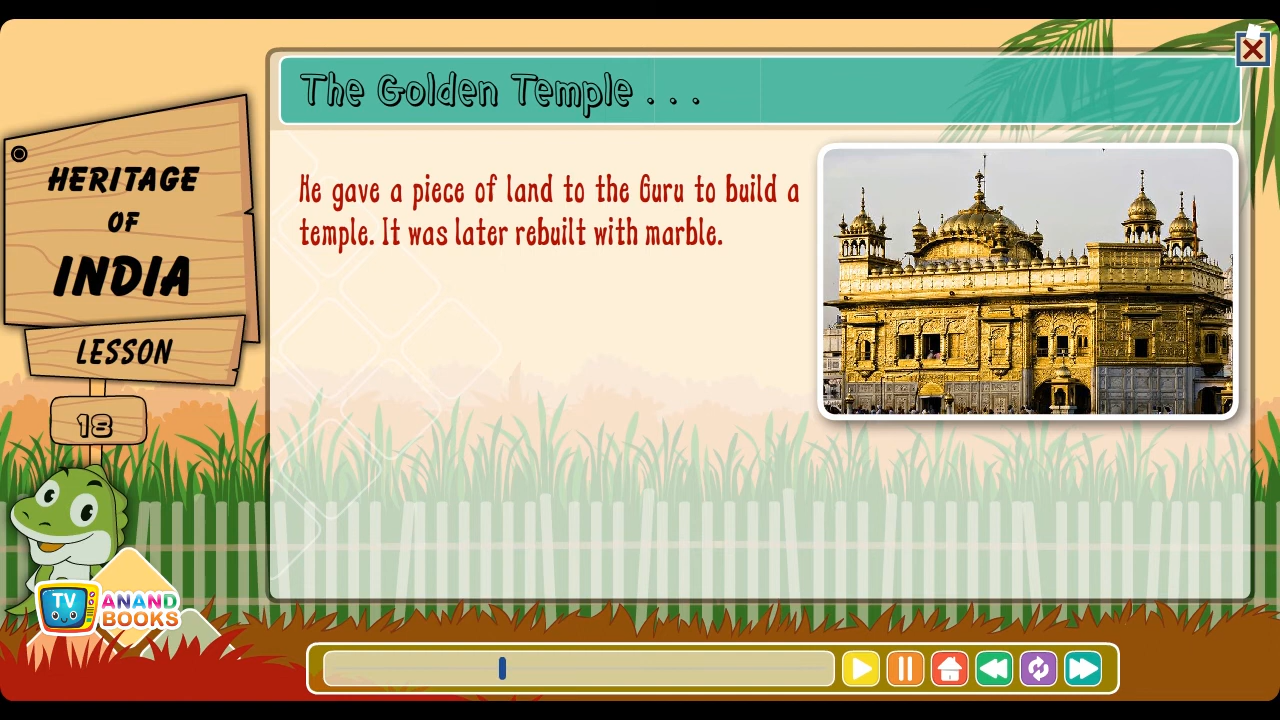 The Golden Temple . . .
HERITAGE
OF
INDIA
LESSON
18
He gave a piece of land to the Guru to build a
temple. It was later rebuilt with marble.
TV
ANAND
BOOKS